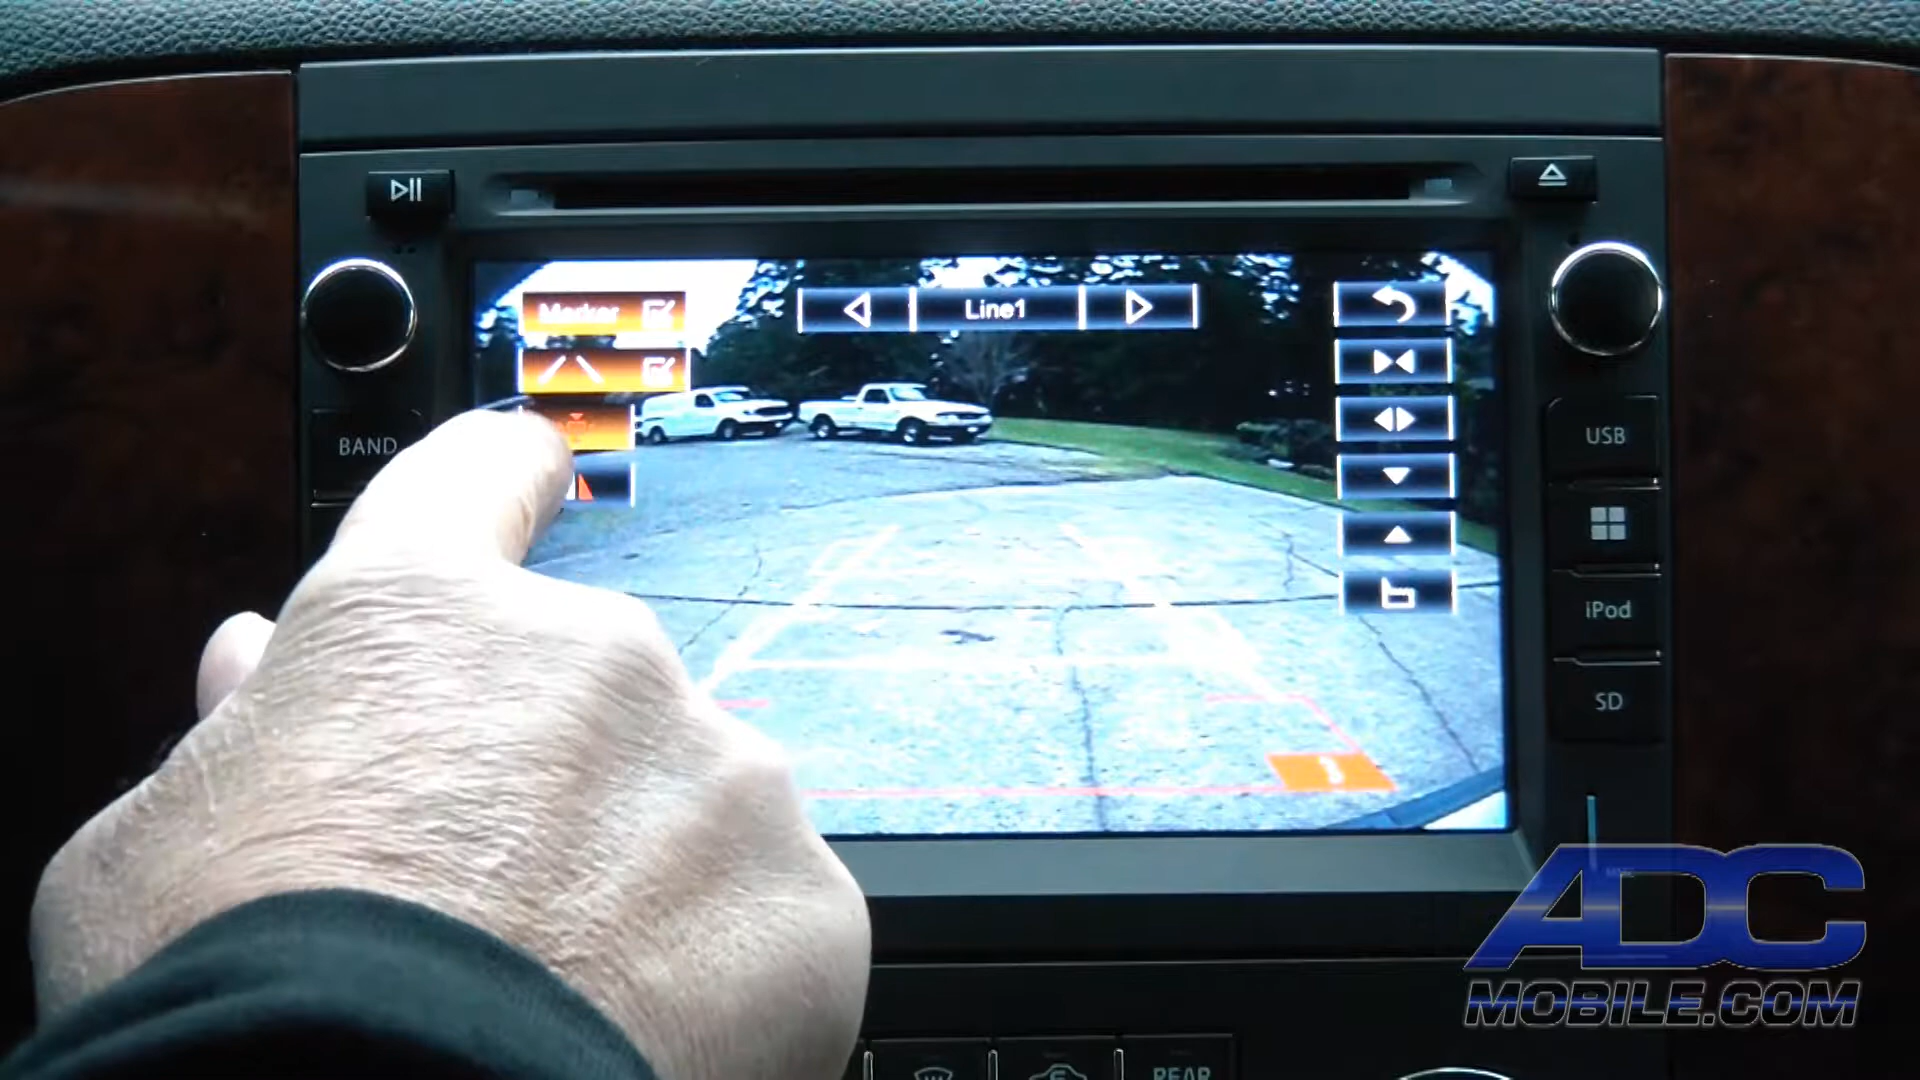 Marker
Line1
BAND
USB
iPod
SD
ADC
MOBILE.COM
REAR